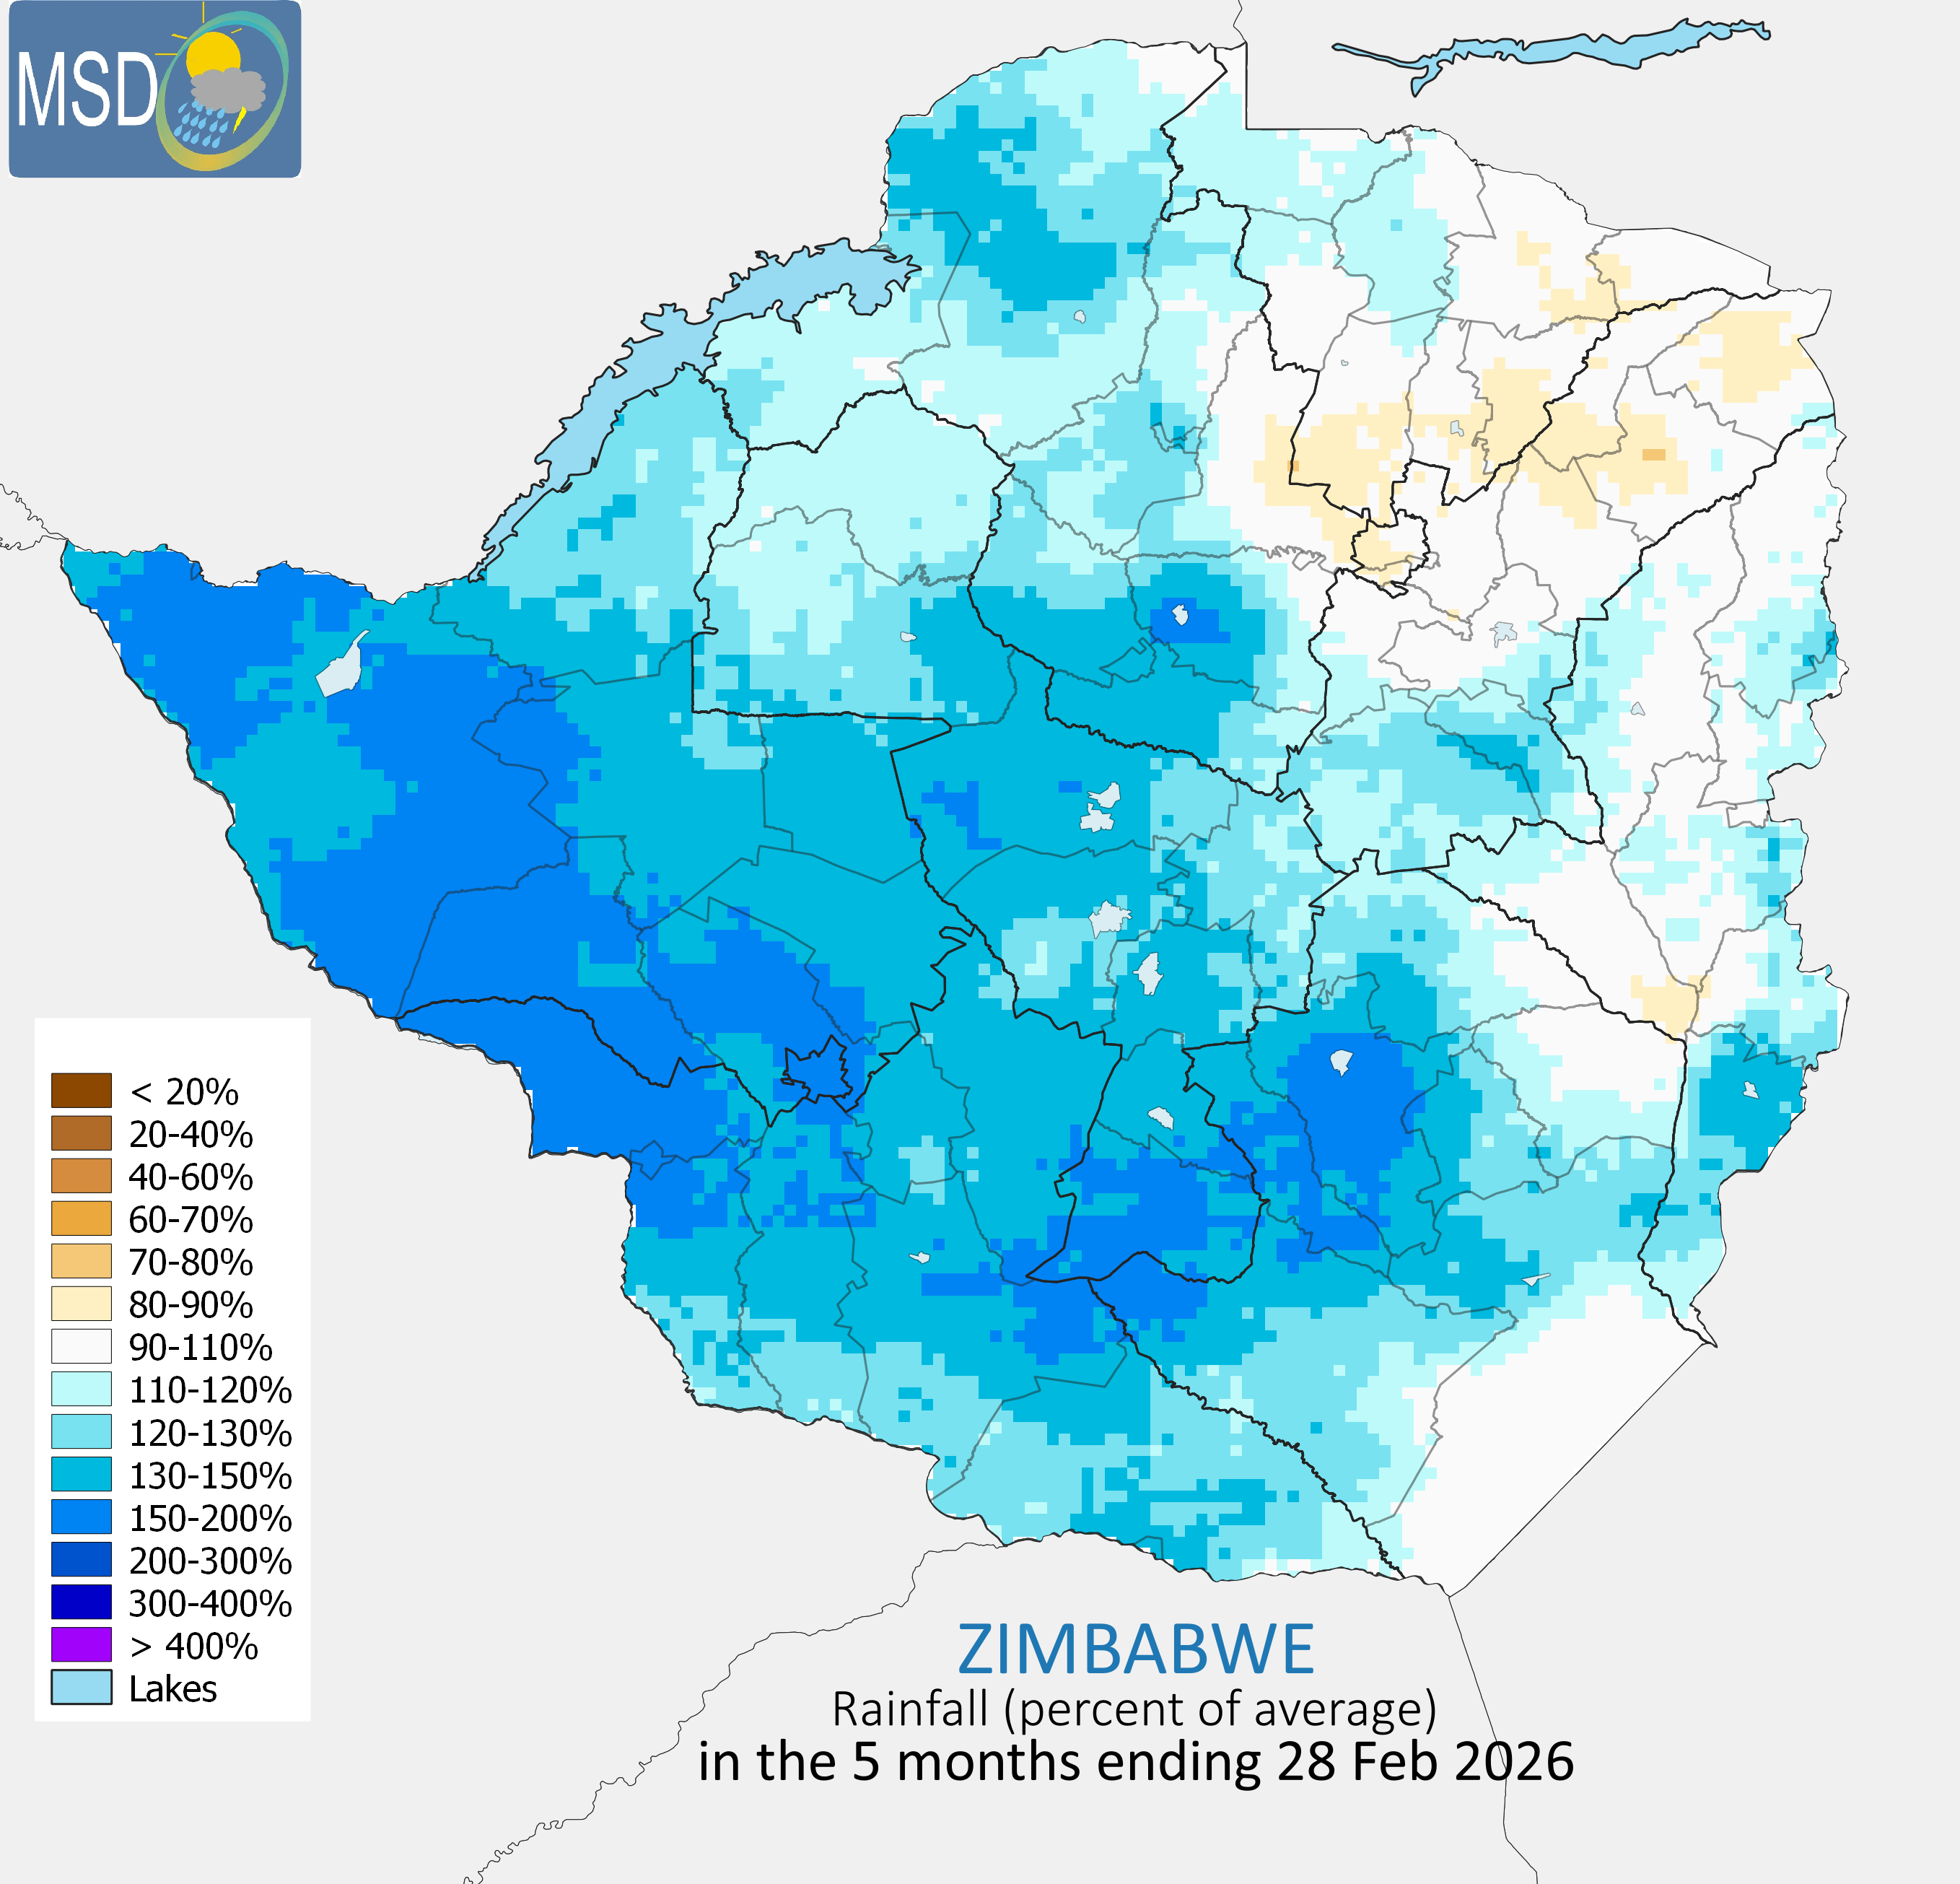 MSD
< 20%
20-40%
40-60%
60-70%
70-80%
80-90%
90-110%
110-120%
120-130%
130-150%
150-200%
200-300%
300-400%
> 400%
Lakes
ZIMBABWE
Rainfall (percent of average)
in the 5 months ending 28 Feb 2026